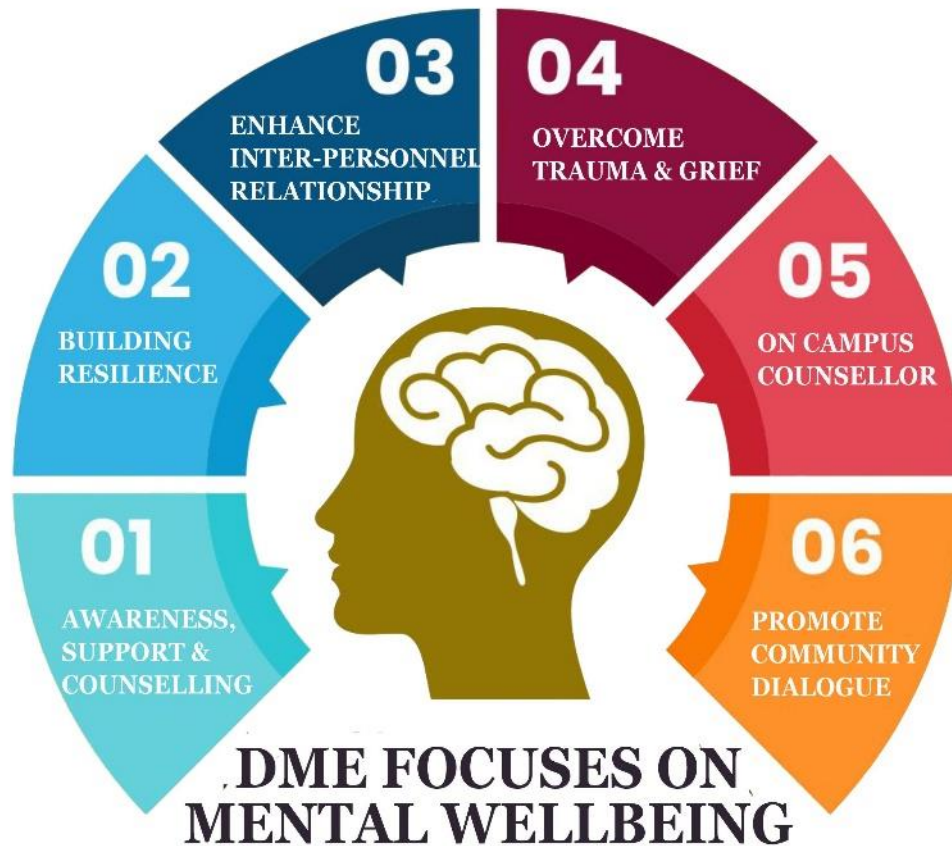 01
AWARENESS,
SUPPORT &
COUNSELLING
02
BUILDING
RESILIENCE
03
ENHANCE
INTER-PERSONNEL
RELATIONSHIP
04
OVERCOME
TRAUMA & GRIEF
05
ON CAMPUS
COUNSELLOR
06
PROMOTE
COMMUNITY
DIALOGUE
DME FOCUSES ON
MENTAL WELLBEING